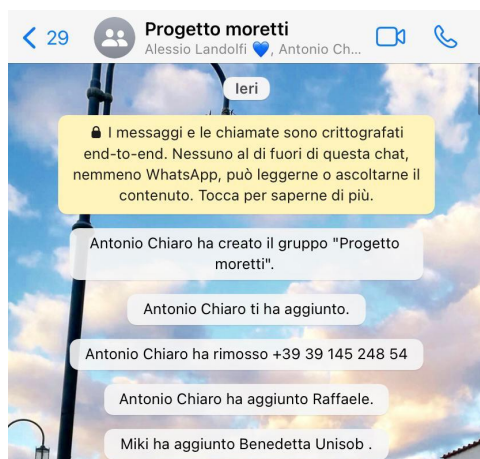 29
Progetto moretti
Alessio Landolfi 💙, Antonio Ch...
Ieri
🔒 I messaggi e le chiamate sono crittografati
end-to-end. Nessuno al di fuori di questa chat,
nemmeno WhatsApp, può leggerne o ascoltarne il
contenuto. Tocca per saperne di più.
Antonio Chiaro ha creato il gruppo "Progetto
moretti".
Antonio Chiaro ti ha aggiunto.
Antonio Chiaro ha rimosso +39 39 145 248 54
Antonio Chiaro ha aggiunto Raffaele.
Miki ha aggiunto Benedetta Unisob .